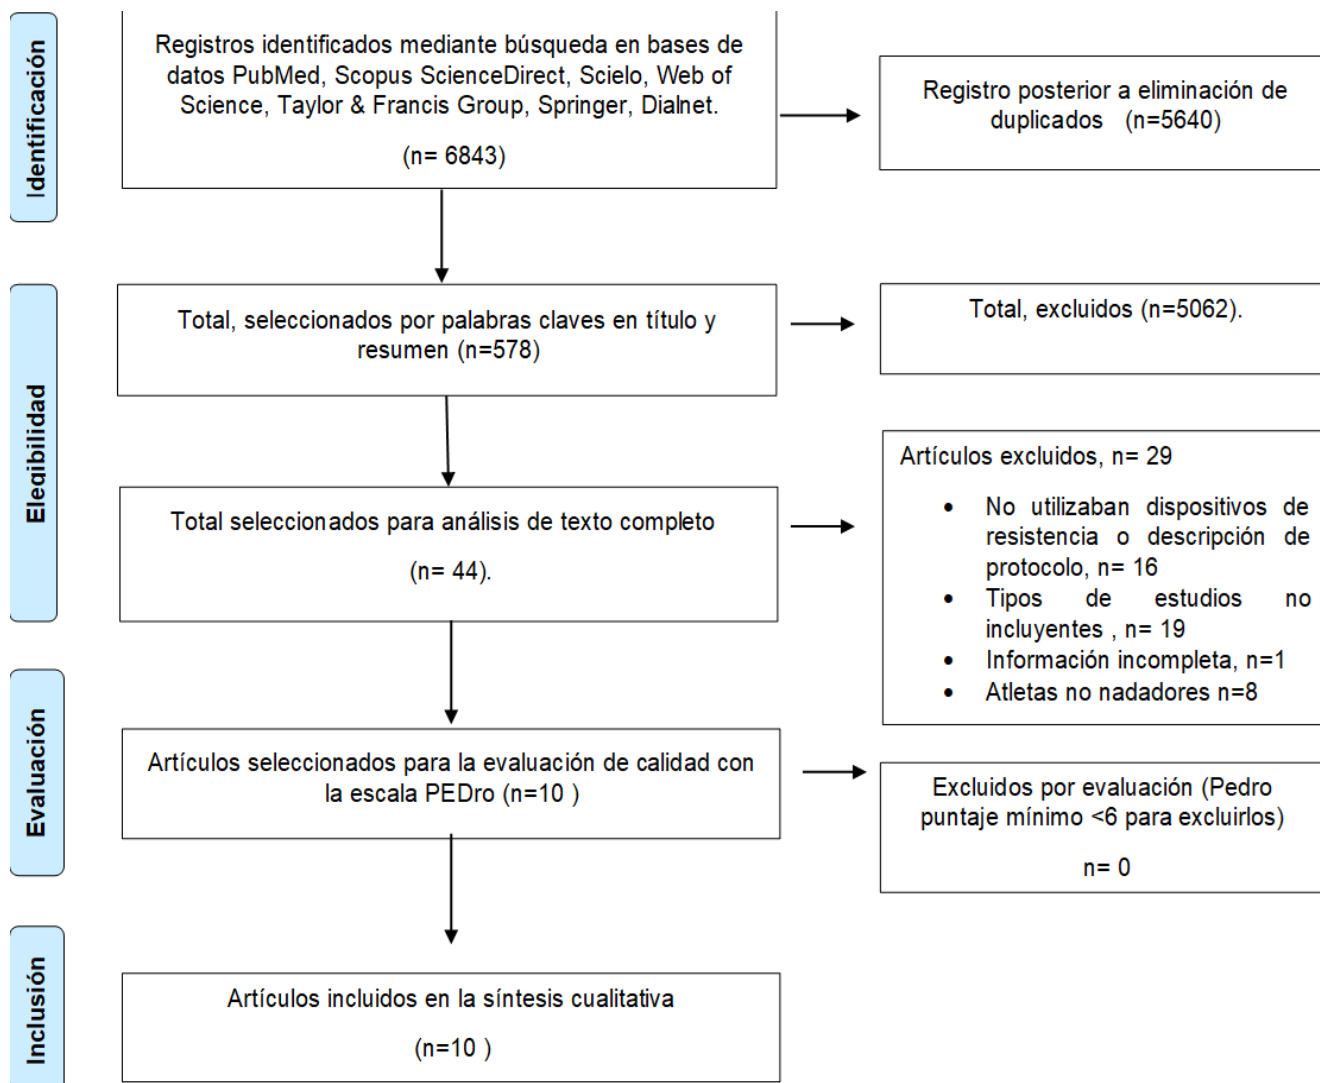 Identificación
Registros identificados mediante búsqueda en bases de
datos PubMed, Scopus ScienceDirect, Scielo, Web of
Science, Taylor & Francis Group, Springer, Dialnet.
(n= 6843)
Registro posterior a eliminación de
duplicados (n=5640)
Elegibilidad
Total, seleccionados por palabras claves en título y
resumen (n=578)
Total, excluidos (n=5062).
Total seleccionados para análisis de texto completo
(n= 44).
Artículos excluidos, n= 29
• No utilizaban dispositivos de
resistencia o descripción de
protocolo, n= 16
• Tipos de estudios no
incluyentes , n= 19
• Información incompleta, n=1
• Atletas no nadadores n=8
Evaluación
Artículos seleccionados para la evaluación de calidad con
la escala PEDro (n=10 )
Excluidos por evaluación (Pedro
puntaje mínimo <6 para excluirlos)
n= 0
Inclusión
Artículos incluidos en la síntesis cualitativa
(n=10 )